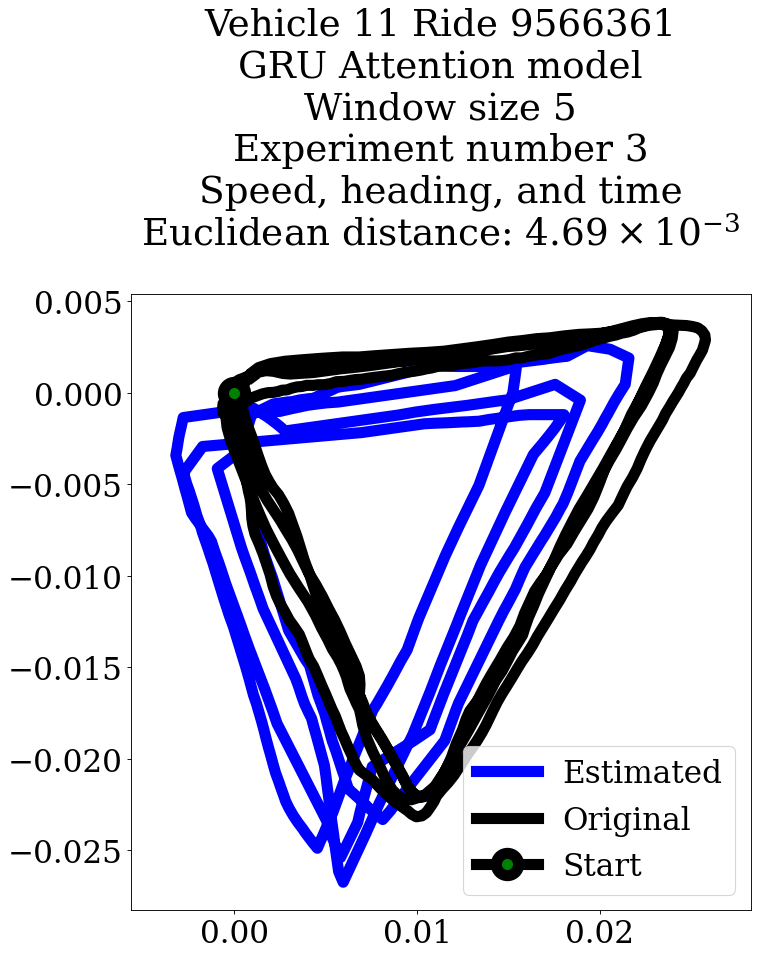 Vehicle 11 Ride 9566361
GRU Attention model
Window size 5
Experiment number 3
Speed, heading, and time
Euclidean distance: 4.69 × 10⁻³
0.005
0.000
−0.005
−0.010
−0.015
−0.020
−0.025
0.00 0.01 0.02
Estimated
Original
Start